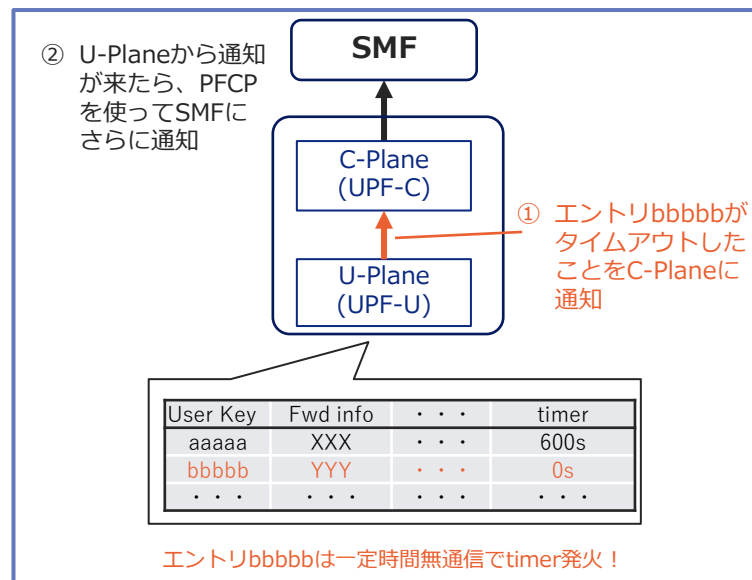 ② U-Planeから通知
が来たら、PFCP
を使ってSMFに
さらに通知
SMF
C-Plane
(UPF-C)
① エントリbbbbbが
タイムアウトした
ことをC-Planeに
通知
U-Plane
(UPF-U)
User Key Fwd info ・・・ timer
aaaaa XXX ・・・ 600s
bbbbb YYY ・・・ 0s
・・・ ・・・ ・・・ ・・・
エントリbbbbbは一定時間無通信でtimer発火！